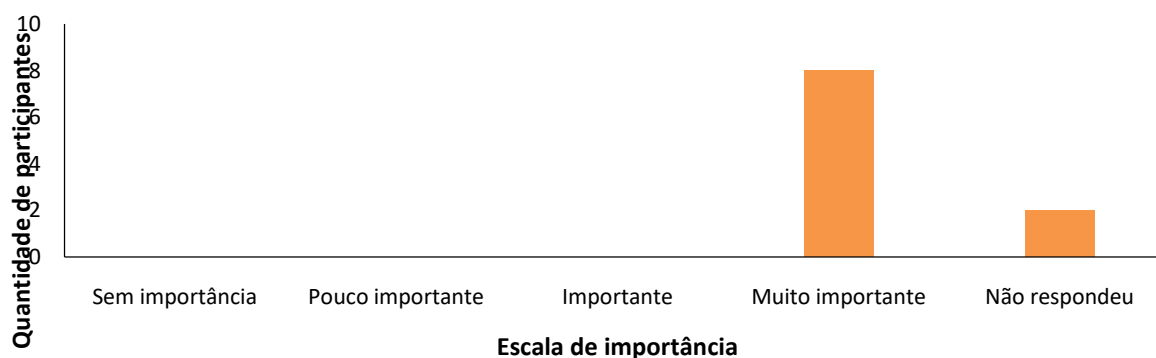 Quantidade de participantes
10
8
6
4
2
0
Sem importância
Pouco importante
Importante
Muito importante
Não respondeu
Escala de importância